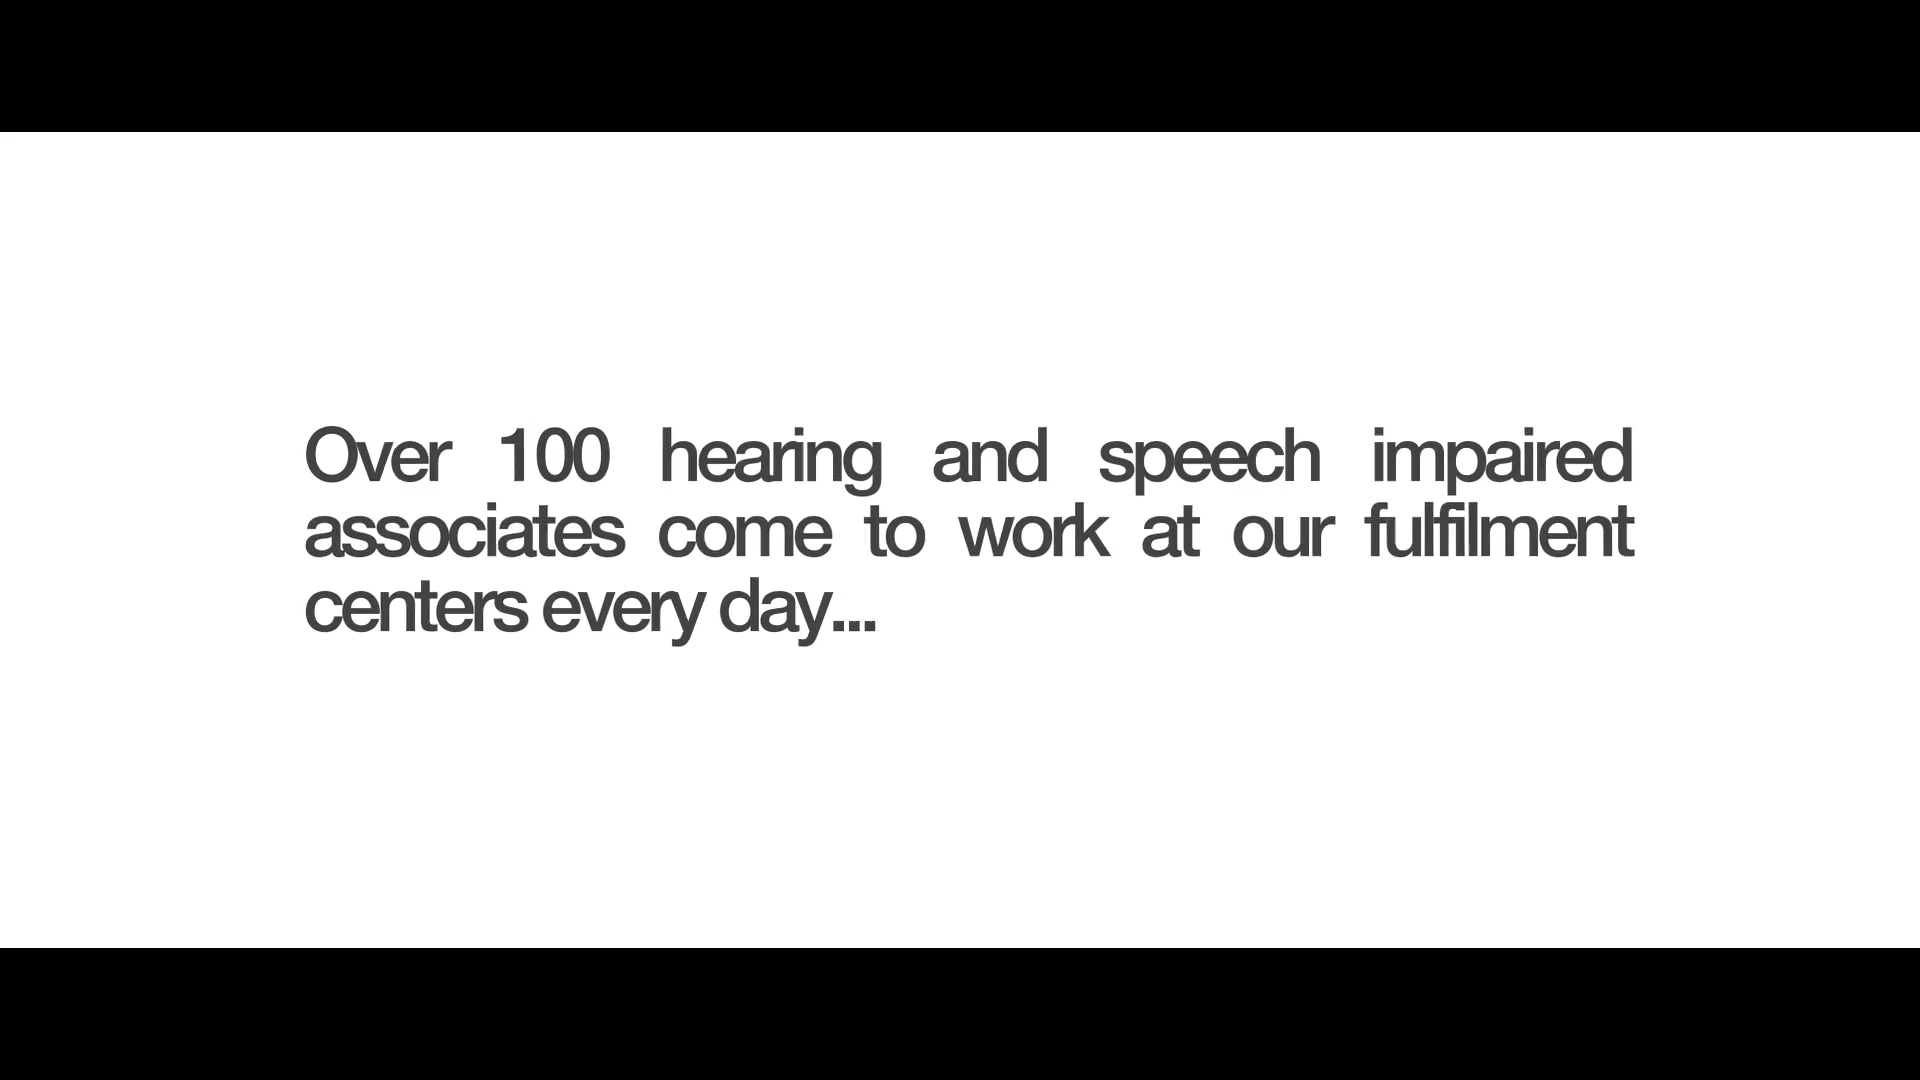 Over 100 hearing and speech impaired
associates come to work at our fulfilment
centers every day...